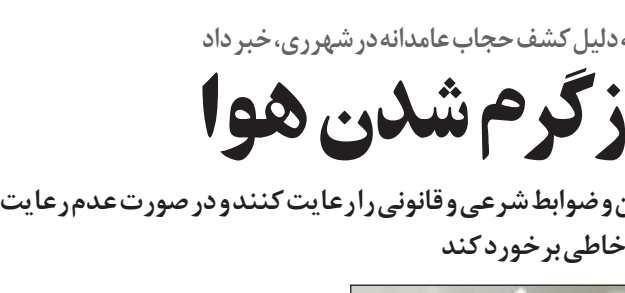 ه دلیل کشف حجاب عامدانه در شهرری، خبر داد
ز گرم شدن هوا
ن و ضوابط شرعی و قانونی را رعایت کنند و در صورت عدم رعایت
خاطی برخورد کند